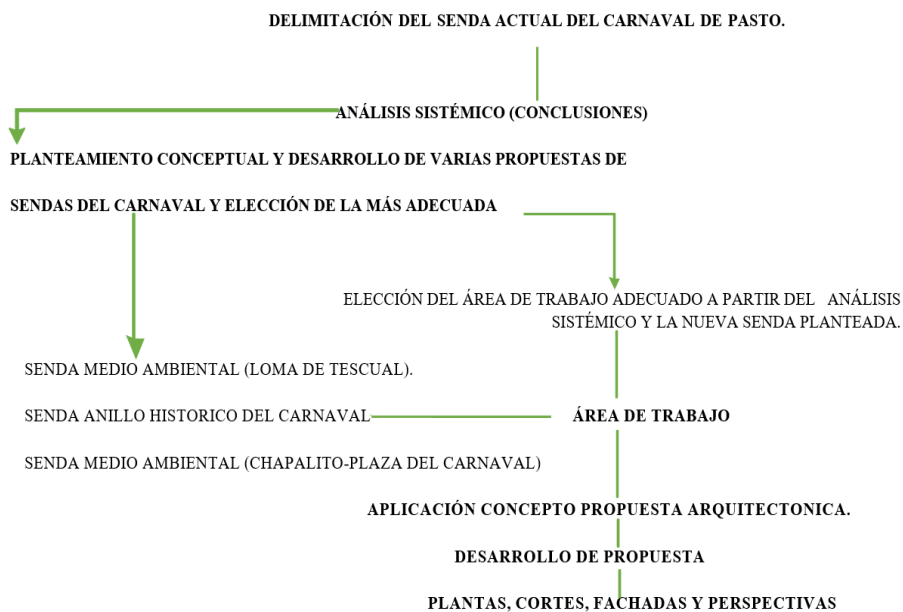 DELIMITACIÓN DEL SENDA ACTUAL DEL CARNAVAL DE PASTO.
ANÁLISIS SISTÉMICO (CONCLUSIONES)
PLANTEAMIENTO CONCEPTUAL Y DESARROLLO DE VARIAS PROPUESTAS DE
SENDAS DEL CARNAVAL Y ELECCIÓN DE LA MÁS ADECUADA
ELECCIÓN DEL ÁREA DE TRABAJO ADECUADO A PARTIR DEL ANÁLISIS
SISTÉMICO Y LA NUEVA SENDA PLANTEADA.
SENDA MEDIO AMBIENTAL (LOMA DE TESCUAL).
SENDA ANILLO HISTORICO DEL CARNAVAL
ÁREA DE TRABAJO
SENDA MEDIO AMBIENTAL (CHAPALITO-PLAZA DEL CARNAVAL)
APLICACIÓN CONCEPTO PROPUESTA ARQUITECTONICA.
DESARROLLO DE PROPUESTA
PLANTAS, CORTES, FACHADAS Y PERSPECTIVAS